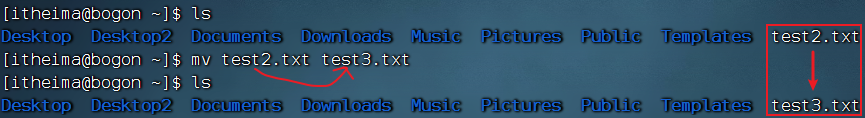 [itheima@bogon ~]$ ls
Desktop  Desktop2  Documents  Downloads  Music  Pictures  Public  Templates  test2.txt
[itheima@bogon ~]$ mv test2.txt test3.txt
[itheima@bogon ~]$ ls
Desktop  Desktop2  Documents  Downloads  Music  Pictures  Public  Templates  test3.txt